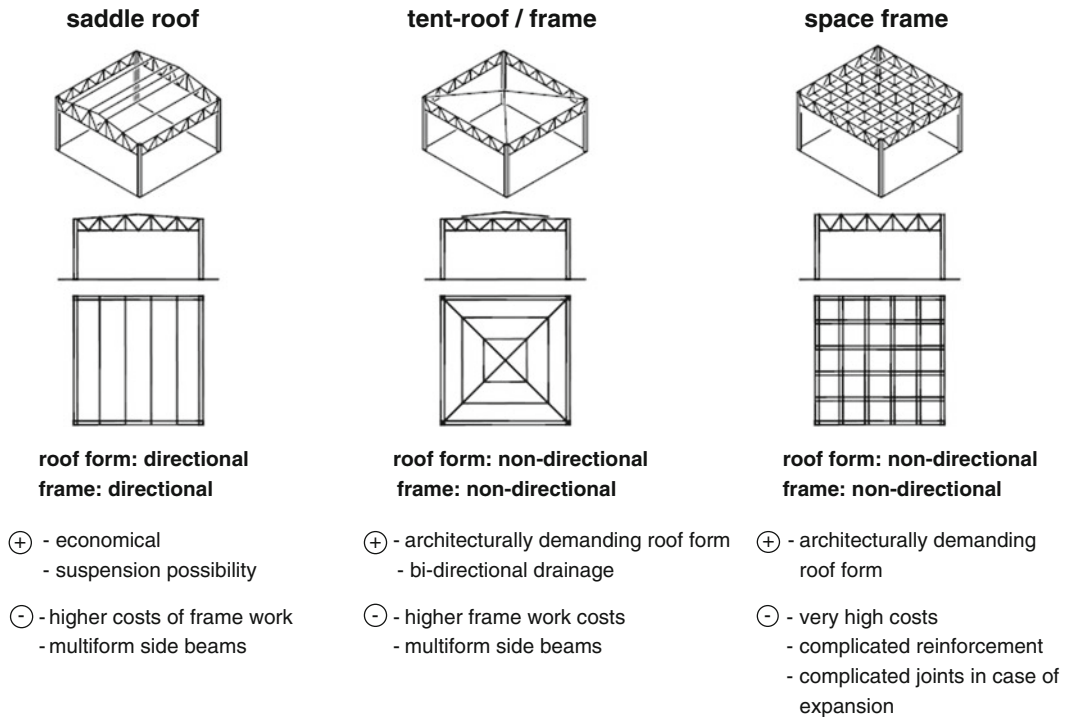 saddle roof
roof form: directional
frame: directional
+ - economical
- suspension possibility
- - higher costs of frame work
- multiform side beams
tent-roof / frame
roof form: non-directional
frame: non-directional
+ - architecturally demanding roof form
- bi-directional drainage
- - higher frame work costs
- multiform side beams
space frame
roof form: non-directional
frame: non-directional
+ - architecturally demanding
roof form
- - very high costs
- complicated reinforcement
- complicated joints in case of
expansion